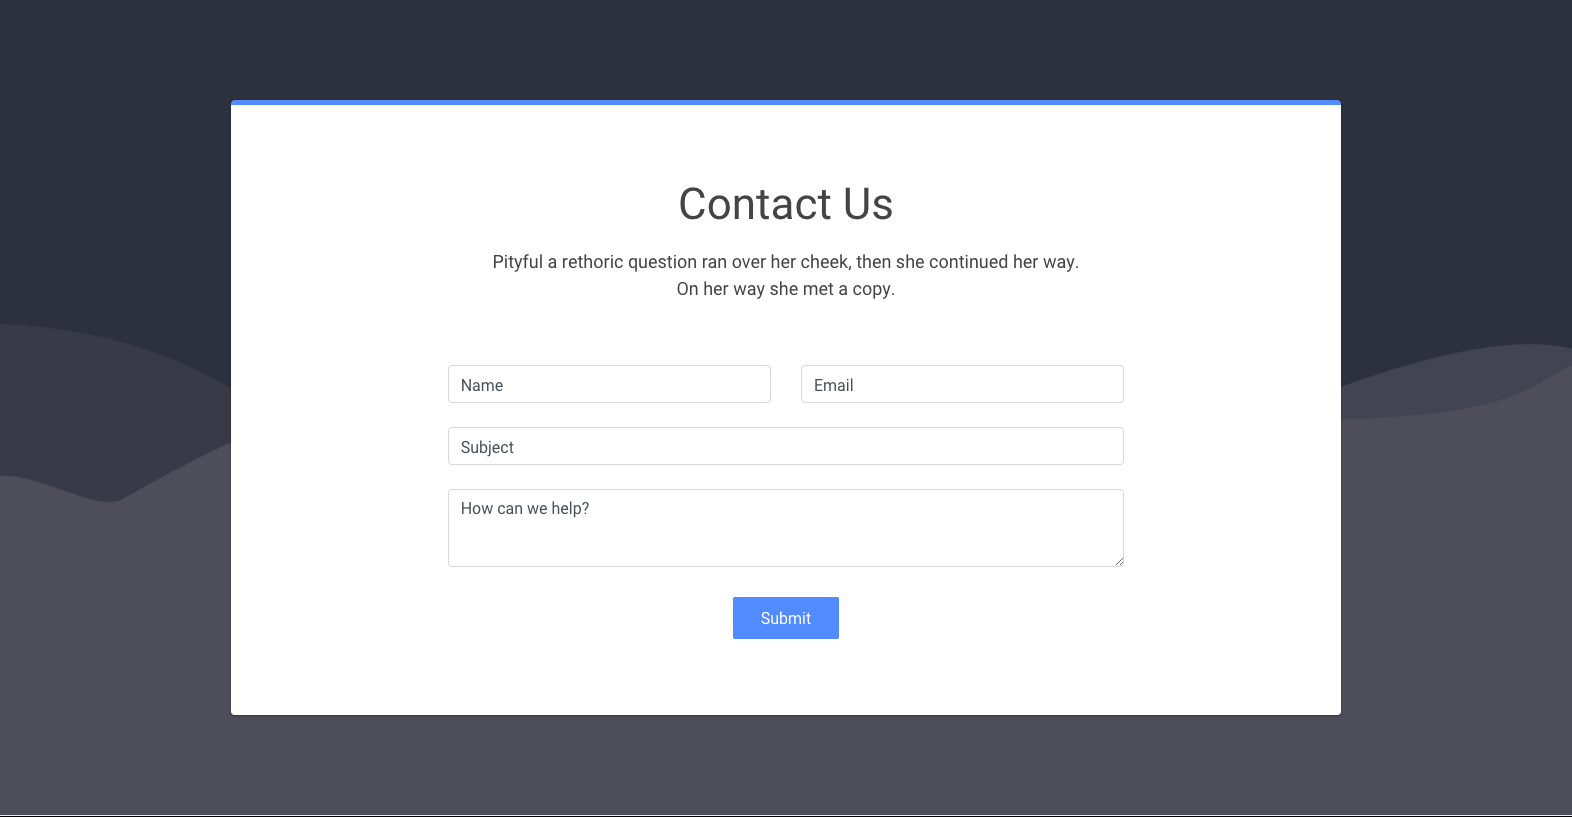 Contact Us
Pityful a rethoric question ran over her cheek, then she continued her way.
On her way she met a copy.
Name
Email
Subject
How can we help?
Submit